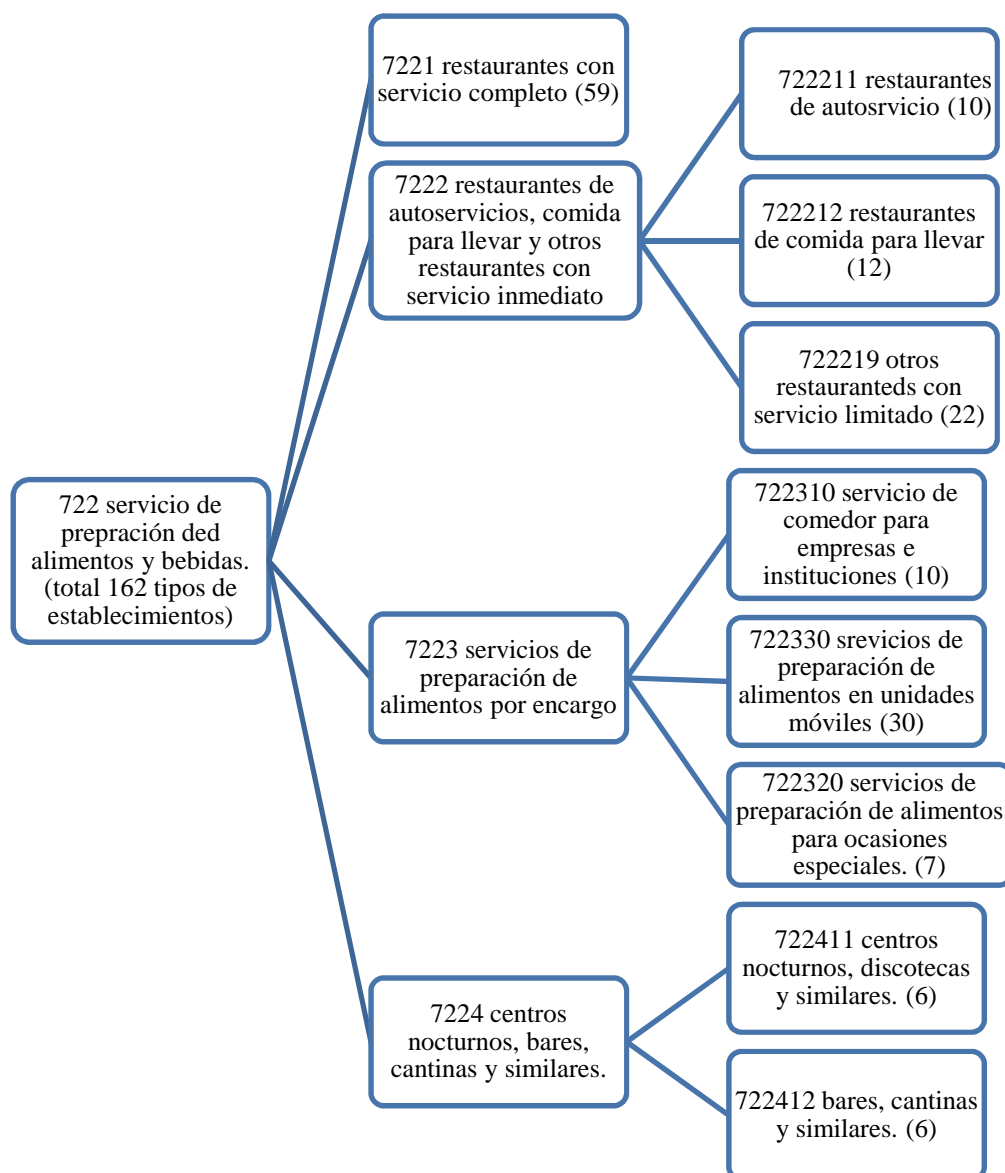 722 servicio de
prepración ded
alimentos y bebidas.
(total 162 tipos de
establecimientos)
7221 restaurantes con
servicio completo (59)
7222 restaurantes de
autoservicios, comida
para llevar y otros
restaurantes con
servicio inmediato
722211 restaurantes
de autosrvicio (10)
722212 restaurantes
de comida para llevar
(12)
722219 otros
restauranteds con
servicio limitado (22)
7223 servicios de
preparación de
alimentos por encargo
722310 servicio de
comedor para
empresas e
instituciones (10)
722330 srevicios de
preparación de
alimentos en unidades
móviles (30)
722320 servicios de
preparación de alimentos
para ocasiones
especiales. (7)
7224 centros
nocturnos, bares,
cantinas y similares.
722411 centros
nocturnos, discotecas
y similares. (6)
722412 bares, cantinas
y similares. (6)